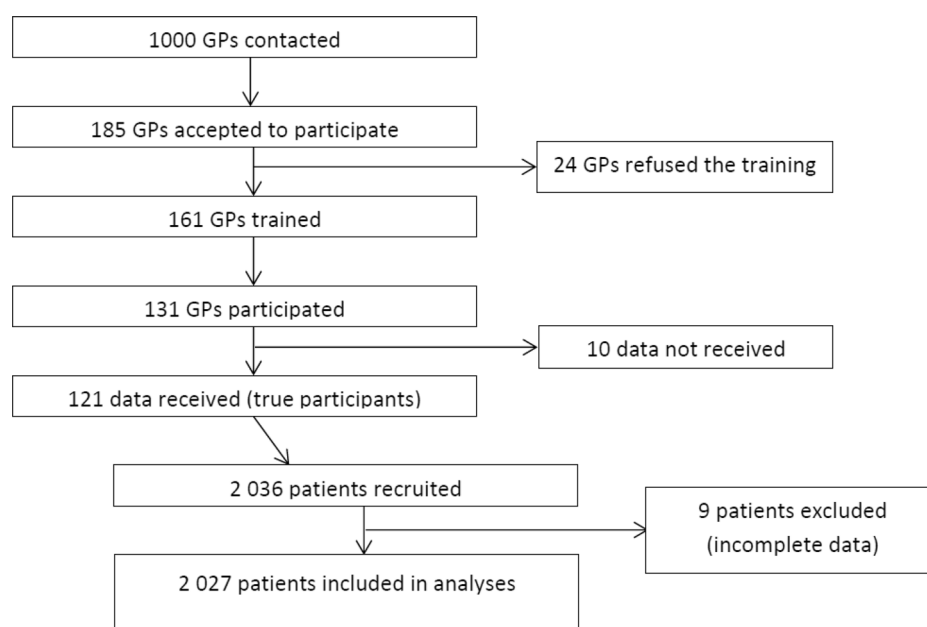 1000 GPs contacted
185 GPs accepted to participate
24 GPs refused the training
161 GPs trained
131 GPs participated
10 data not received
121 data received (true participants)
2 036 patients recruited
9 patients excluded
(incomplete data)
2 027 patients included in analyses